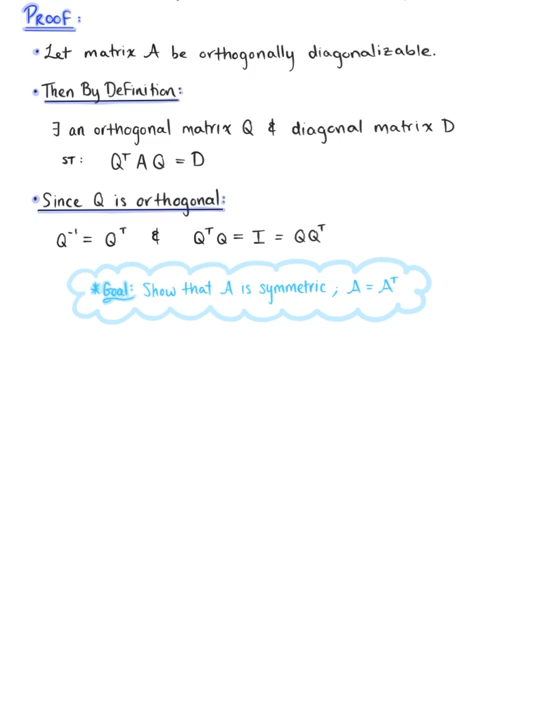 PROOF:
• Let matrix A be orthogonally diagonalizable.
• Then By Definition:
∃ an orthogonal matrix Q & diagonal matrix D
ST: Qᵀ A Q = D
• Since Q is orthogonal:
Q⁻¹ = Qᵀ & QᵀQ = I = QQᵀ
*Goal: Show that A is symmetric; A = Aᵀ